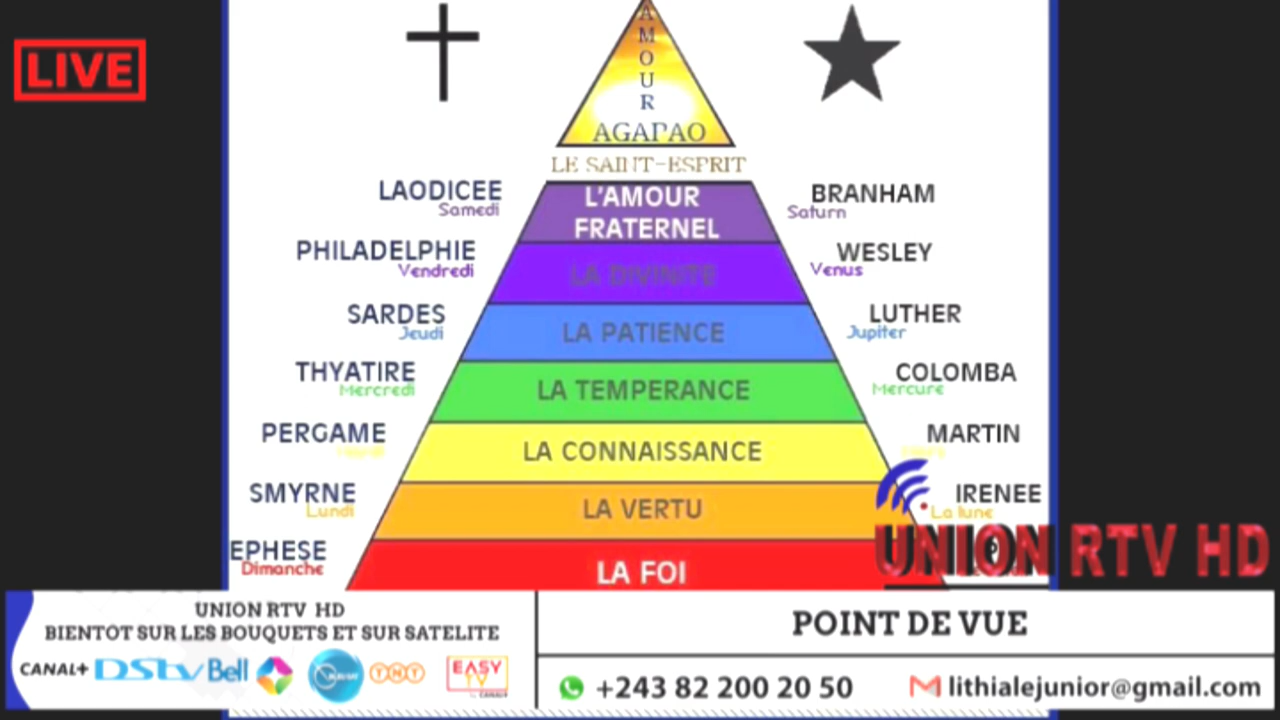 LIVE
A
M
O
U
R
AGAPAO
LE SAINT-ESPRIT
LAODICEE
Samedi
L'AMOUR
FRATERNEL
BRANHAM
Saturn
PHILADELPHIE
Vendredi
LA DIVINITE
WESLEY
Venus
SARDES
Jeudi
LA PATIENCE
LUTHER
Jupiter
THYATIRE
Mercredi
LA TEMPERANCE
COLOMBA
Mercure
PERGAME
LA CONNAISSANCE
MARTIN
SMYRNE
Lundi
LA VERTU
IRENEE
La lune
EPHESE
Dimanche
LA FOI
UNION RTV HD
UNION RTV HD
BIENTÔT SUR LES BOUQUETS ET SUR SATELITE
CANAL+ DStv Bell TNT EASY TV
POINT DE VUE
+243 82 200 20 50
lithialejunior@gmail.com